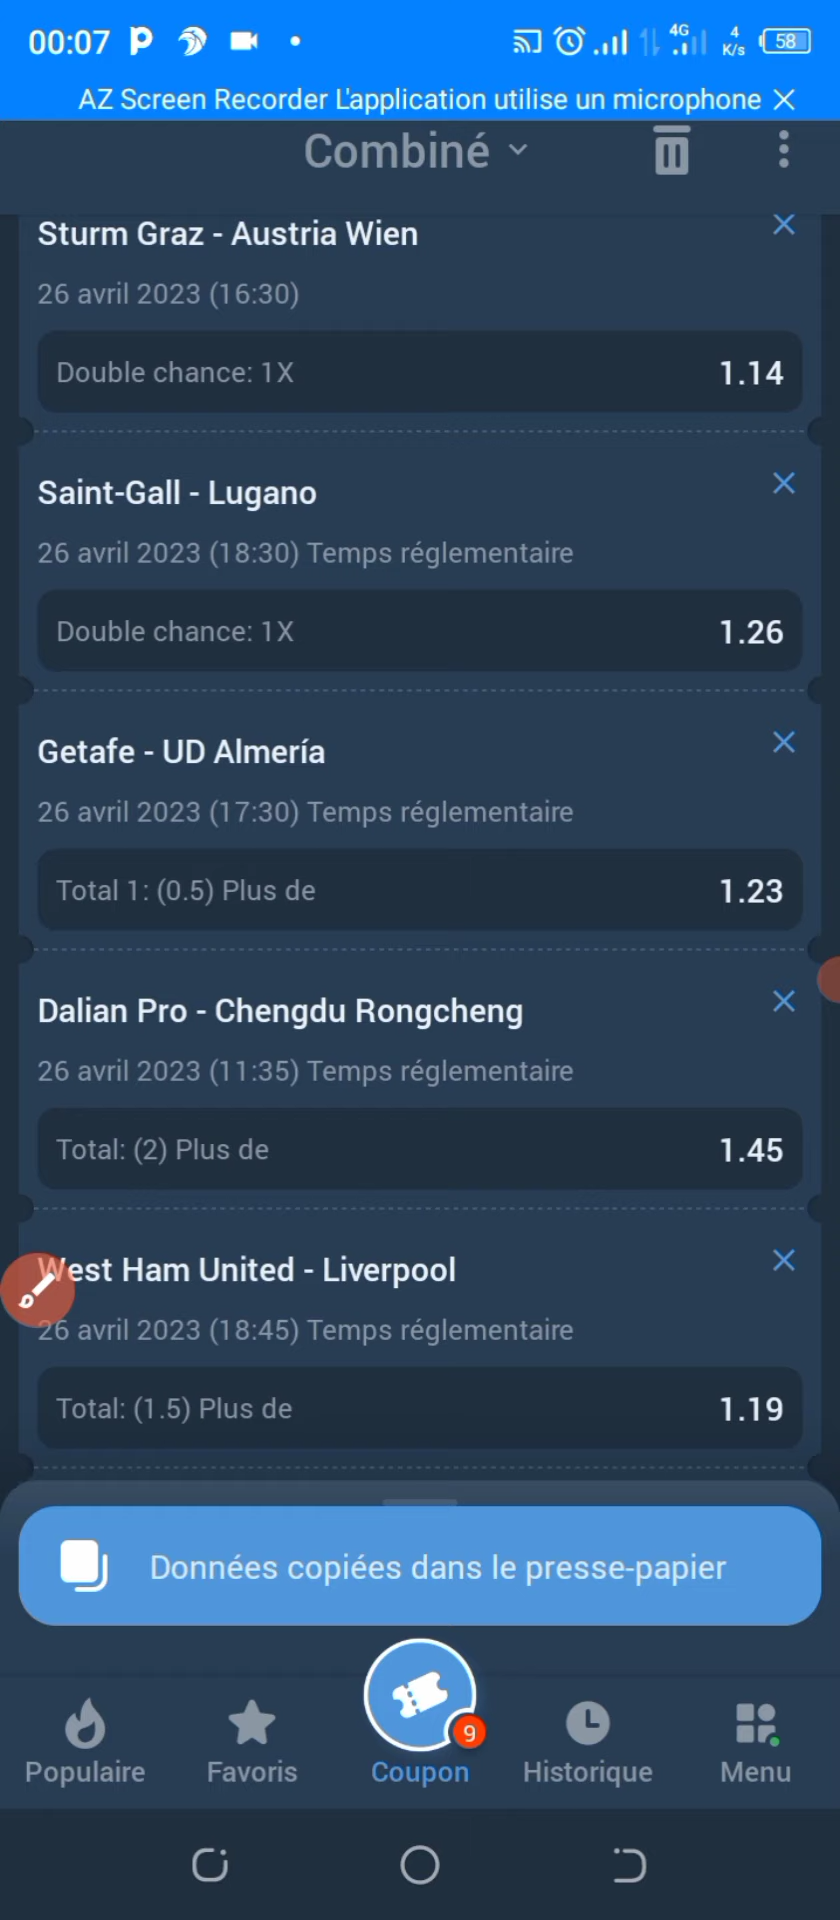 00:07
4G
4
K/s
58
AZ Screen Recorder L'application utilise un microphone
Combiné
Sturm Graz - Austria Wien
26 avril 2023 (16:30)
Double chance: 1X 1.14
Saint-Gall - Lugano
26 avril 2023 (18:30) Temps réglementaire
Double chance: 1X 1.26
Getafe - UD Almería
26 avril 2023 (17:30) Temps réglementaire
Total 1: (0.5) Plus de 1.23
Dalian Pro - Chengdu Rongcheng
26 avril 2023 (11:35) Temps réglementaire
Total: (2) Plus de 1.45
West Ham United - Liverpool
26 avril 2023 (18:45) Temps réglementaire
Total: (1.5) Plus de 1.19
Données copiées dans le presse-papier
9
Populaire Favoris Coupon Historique Menu